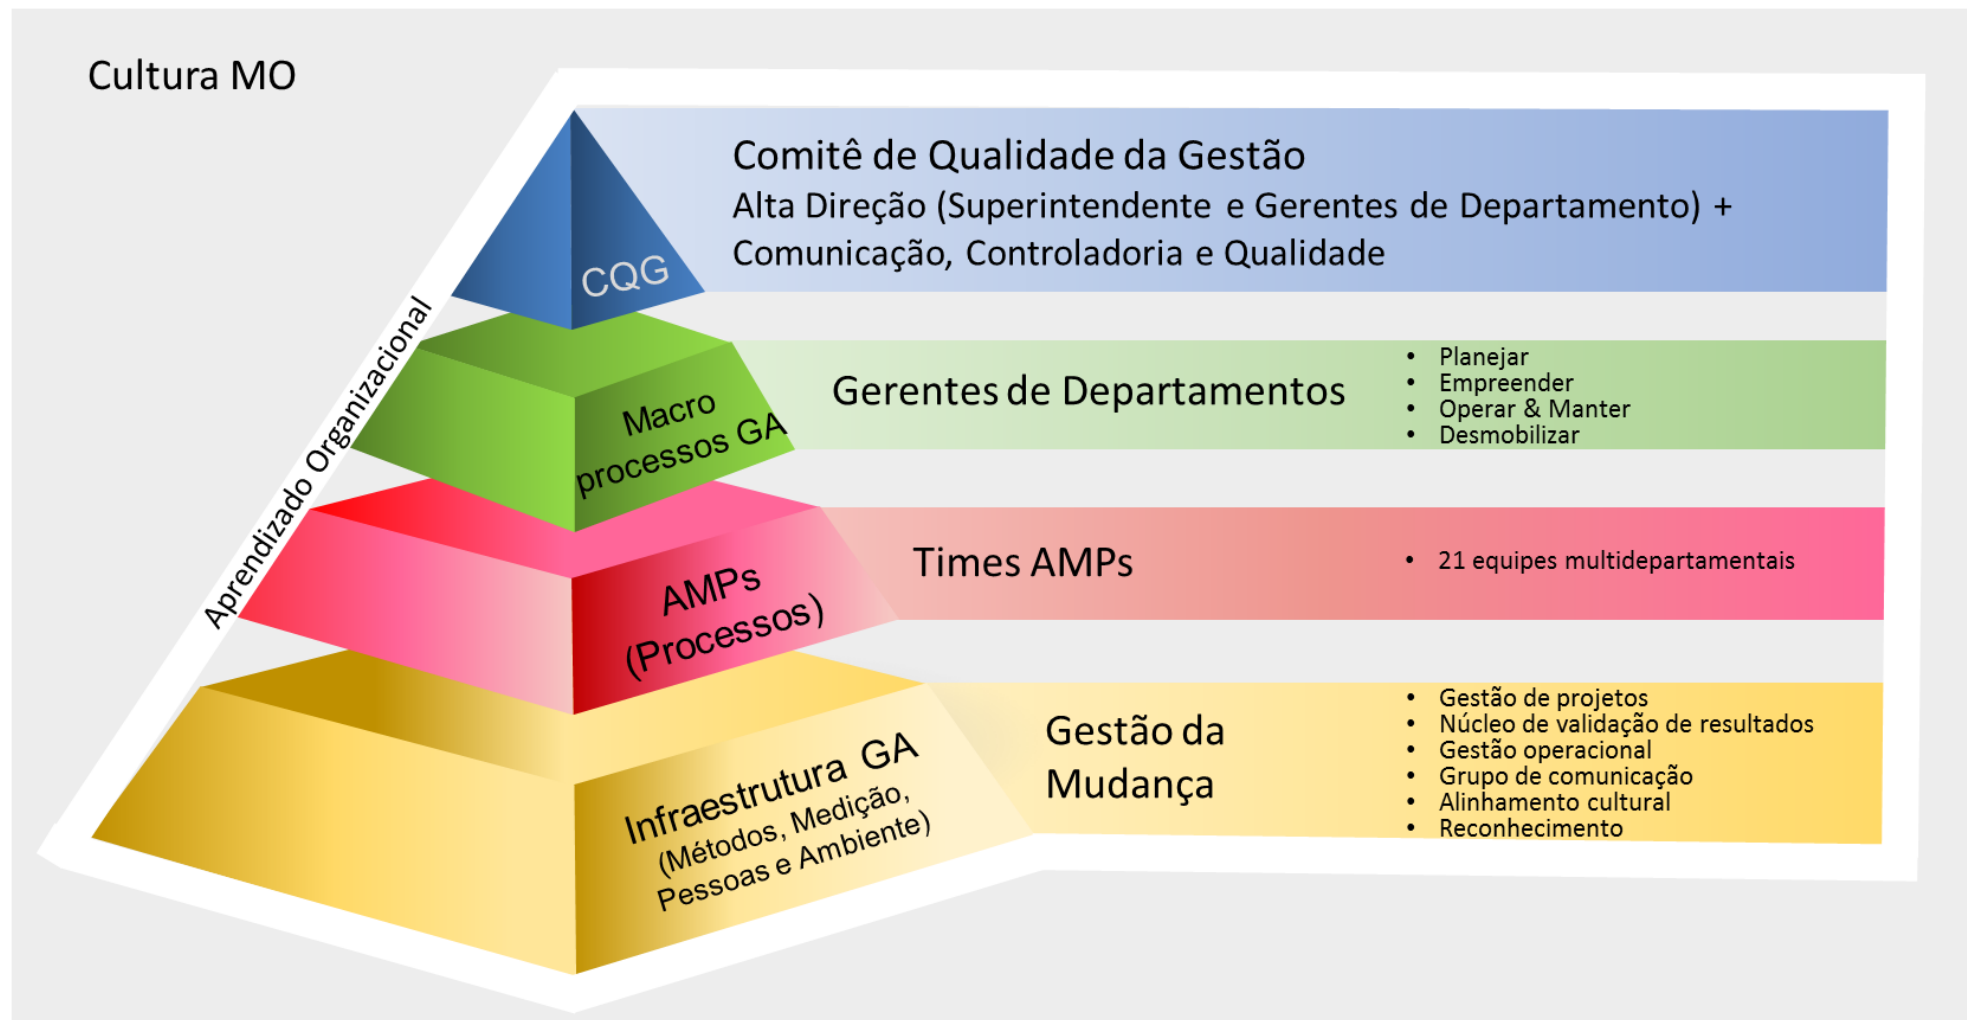 Cultura MO
Aprendizado Organizacional
CQG
Comitê de Qualidade da Gestão
Alta Direção (Superintendente e Gerentes de Departamento) +
Comunicação, Controladoria e Qualidade
Macro
processos GA
Gerentes de Departamentos
• Planejar
• Empreender
• Operar & Manter
• Desmobilizar
AMPs
(Processos)
Times AMPs
• 21 equipes multidepartamentais
Infraestrutura GA
(Métodos, Medição,
Pessoas e Ambiente)
Gestão da
Mudança
• Gestão de projetos
• Núcleo de validação de resultados
• Gestão operacional
• Grupo de comunicação
• Alinhamento cultural
• Reconhecimento